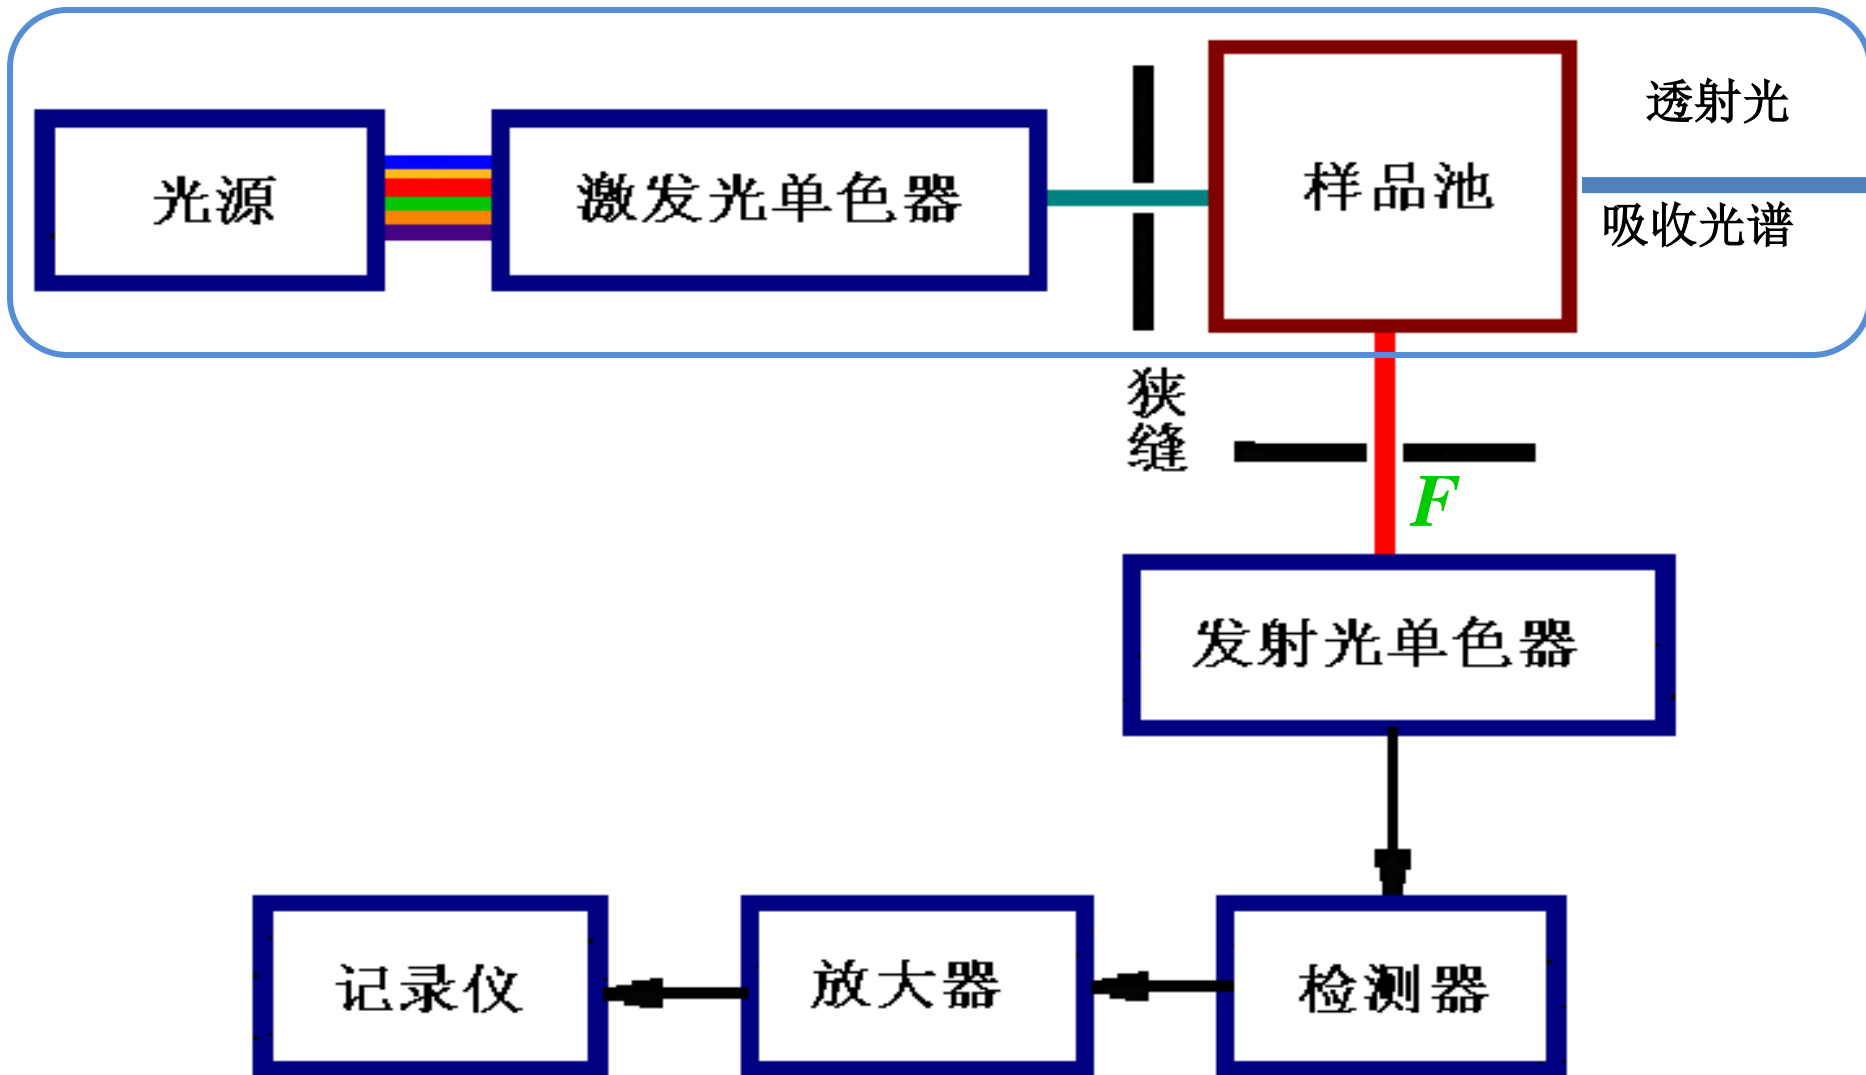 光源
激发光单色器
样品池
透射光
吸收光谱
狭
缝
F
发射光单色器
记录仪
放大器
检测器